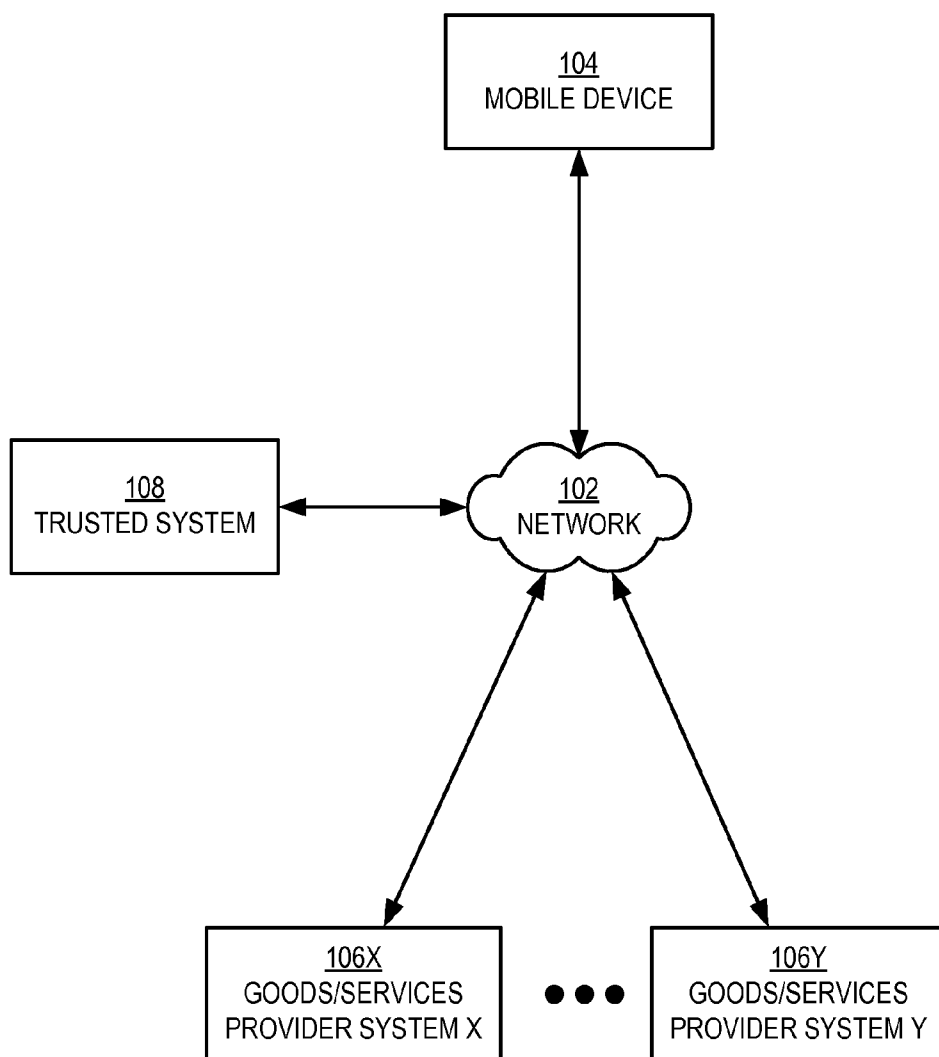 104
MOBILE DEVICE
108
TRUSTED SYSTEM
102
NETWORK
106X
GOODS/SERVICES
PROVIDER SYSTEM X
106Y
GOODS/SERVICES
PROVIDER SYSTEM Y